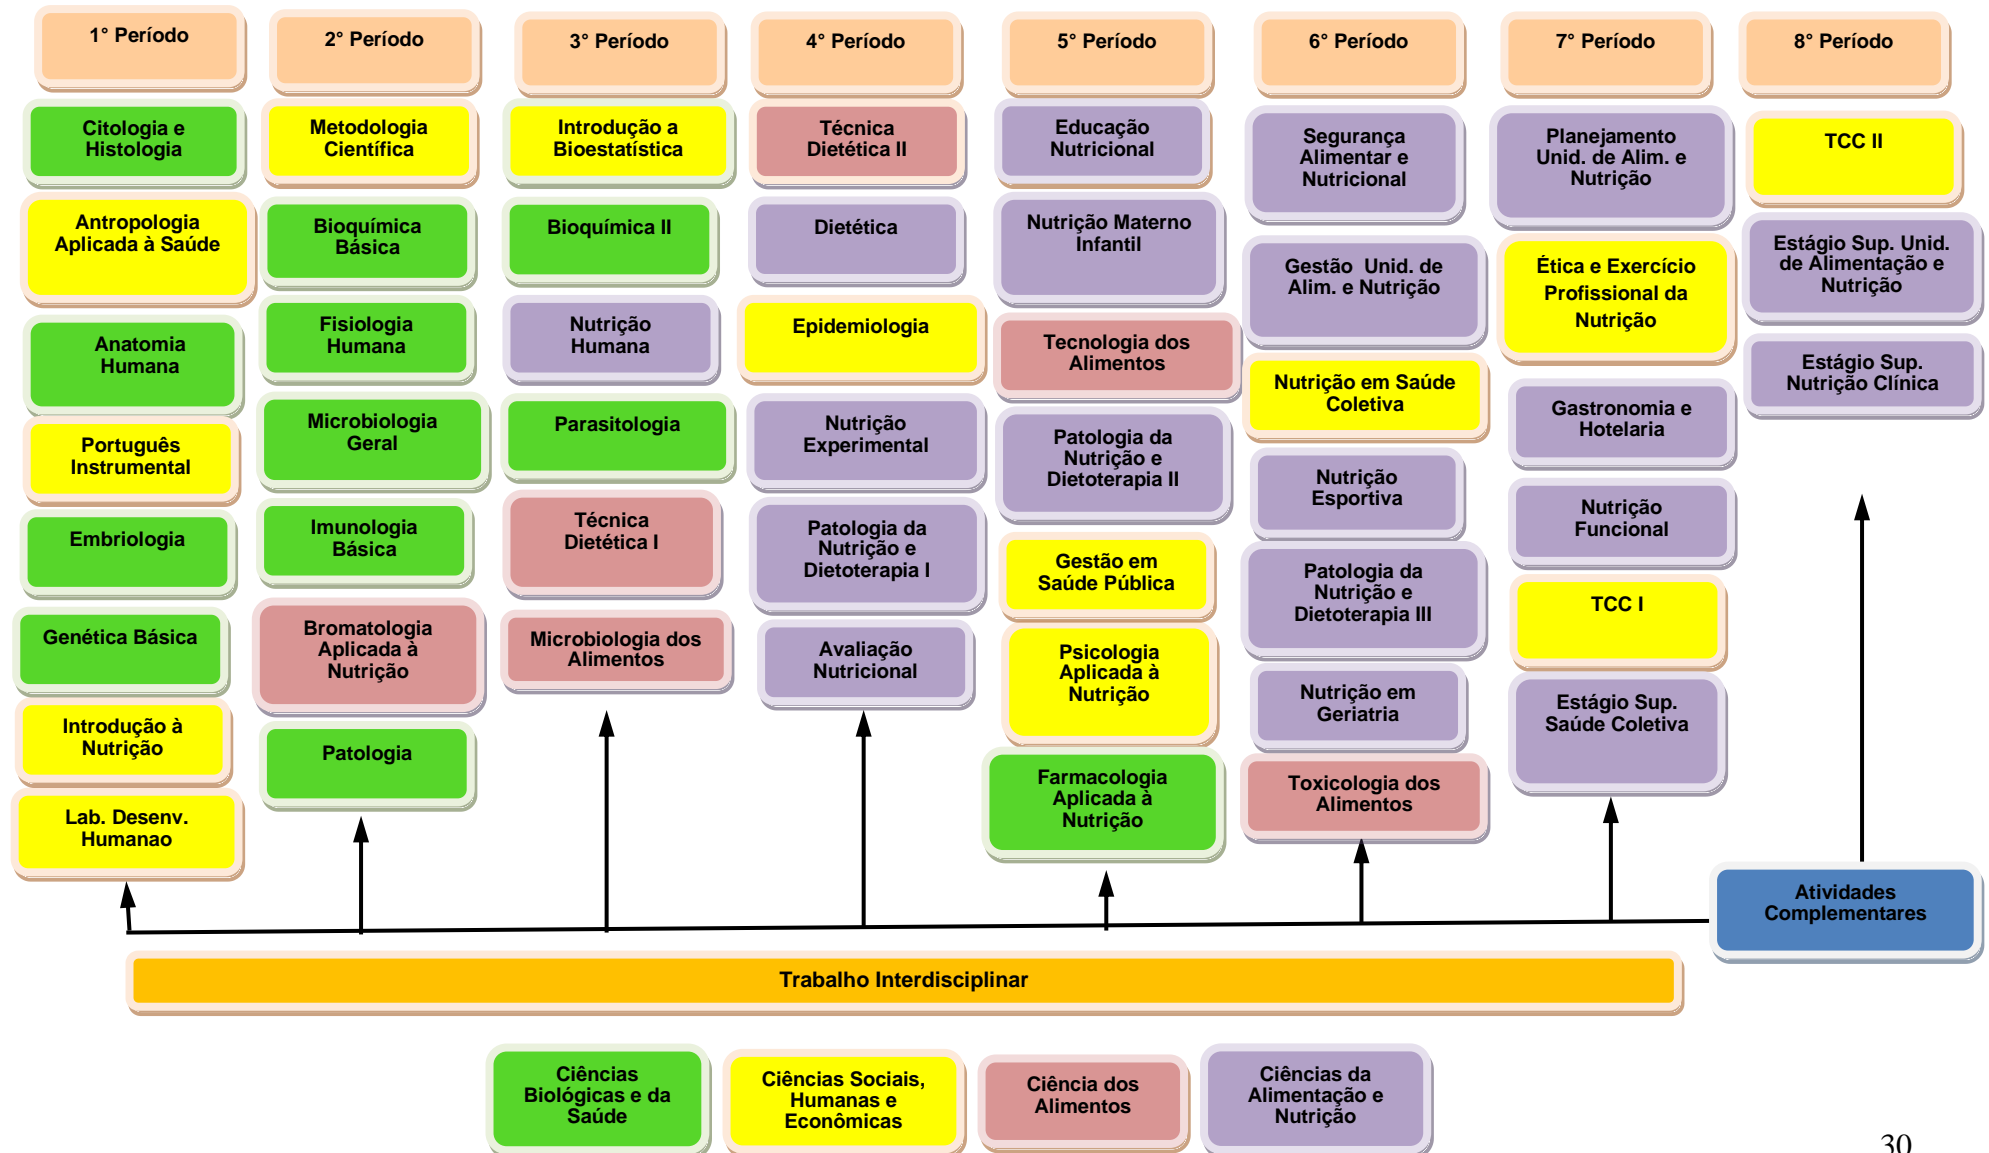 1° Período
2° Período
3° Período
4° Período
5° Período
6° Período
7° Período
8° Período
Citologia e
Histologia
Antropologia
Aplicada à Saúde
Anatomia
Humana
Português
Instrumental
Embriologia
Genética Básica
Introdução à
Nutrição
Lab. Desenv.
Humanao
Metodologia
Científica
Bioquímica
Básica
Fisiologia
Humana
Microbiologia
Geral
Imunologia
Básica
Bromatologia
Aplicada à
Nutrição
Patologia
Introdução a
Bioestatística
Bioquímica II
Nutrição
Humana
Parasitologia
Técnica
Dietética I
Microbiologia dos
Alimentos
Técnica
Dietética II
Dietética
Epidemiologia
Nutrição
Experimental
Patologia da
Nutrição e
Dietoterapia I
Avaliação
Nutricional
Educação
Nutricional
Nutrição Materno
Infantil
Tecnologia dos
Alimentos
Patologia da
Nutrição e
Dietoterapia II
Gestão em
Saúde Pública
Psicologia
Aplicada à
Nutrição
Farmacologia
Aplicada à
Nutrição
Segurança
Alimentar e
Nutricional
Gestão Unid. de
Alim. e Nutrição
Nutrição em Saúde
Coletiva
Nutrição
Esportiva
Patologia da
Nutrição e
Dietoterapia III
Nutrição em
Geriatria
Toxicologia dos
Alimentos
Planejamento
Unid. de Alim. e
Nutrição
Ética e Exercício
Profissional da
Nutrição
Gastronomia e
Hotelaria
Nutrição
Funcional
TCC I
Estágio Sup.
Saúde Coletiva
TCC II
Estágio Sup. Unid.
de Alimentação e
Nutrição
Estágio Sup.
Nutrição Clínica
Atividades
Complementares
Trabalho Interdisciplinar
Ciências
Biológicas e da
Saúde
Ciências Sociais,
Humanas e
Econômicas
Ciência dos
Alimentos
Ciências da
Alimentação e
Nutrição
30